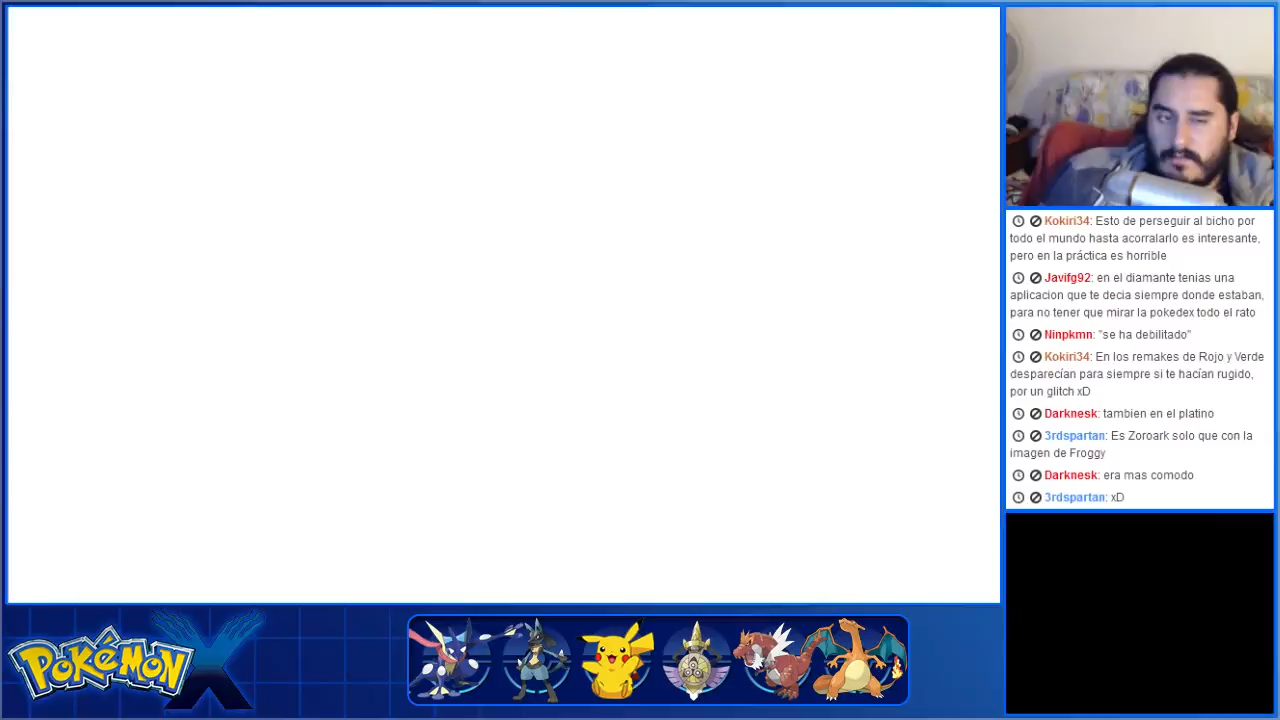 Kokiri34: Esto de perseguir al bicho por
todo el mundo hasta acorralarlo es interesante,
pero en la práctica es horrible
Javifg92: en el diamante tenias una
aplicacion que te decia siempre donde estaban,
para no tener que mirar la pokedex todo el rato
Ninpkmn: "se ha debilitado"
Kokiri34: En los remakes de Rojo y Verde
desparecían para siempre si te hacían rugido,
por un glitch xD
Darknesk: tambien en el platino
3rdspartan: Es Zoroark solo que con la
imagen de Froggy
Darknesk: era mas comodo
3rdspartan: xD
POKéMON X